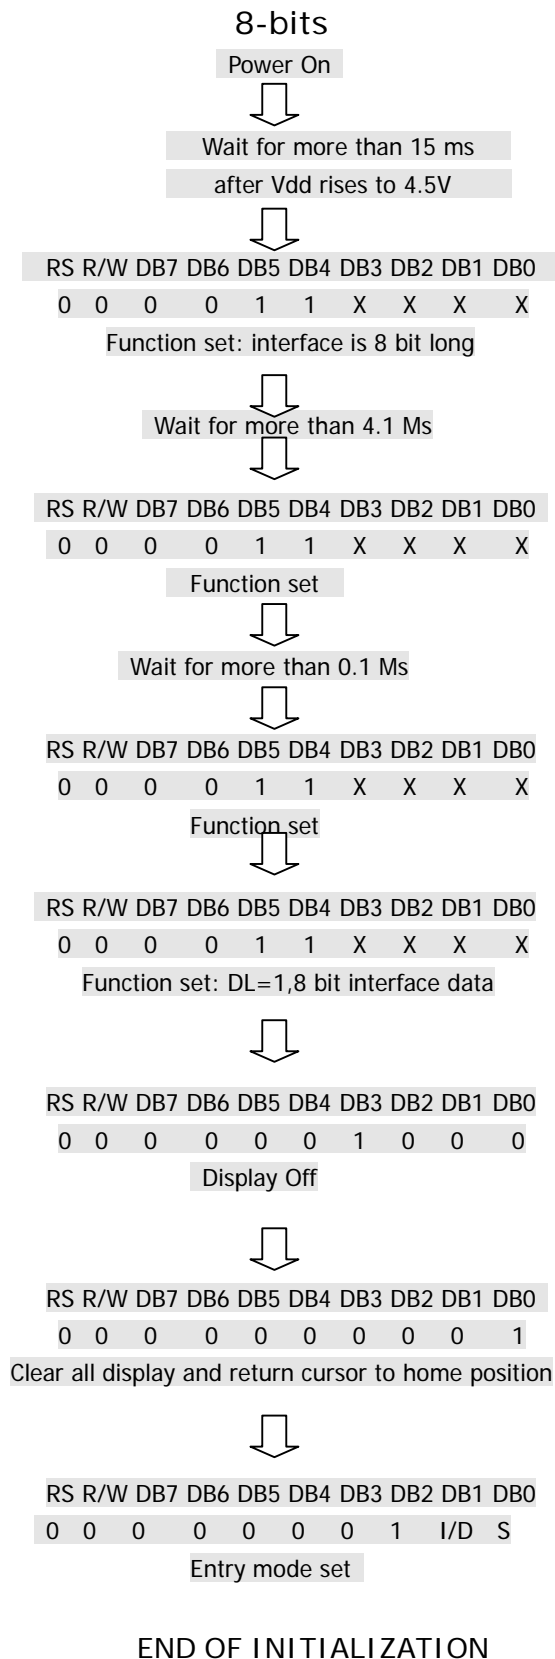 8-bits
Power On
Wait for more than 15 ms
after Vdd rises to 4.5V
RS R/W DB7 DB6 DB5 DB4 DB3 DB2 DB1 DB0
0 0 0 0 1 1 X X X X
Function set: interface is 8 bit long
Wait for more than 4.1 Ms
RS R/W DB7 DB6 DB5 DB4 DB3 DB2 DB1 DB0
0 0 0 0 1 1 X X X X
Function set
Wait for more than 0.1 Ms
RS R/W DB7 DB6 DB5 DB4 DB3 DB2 DB1 DB0
0 0 0 0 1 1 X X X X
Function set
RS R/W DB7 DB6 DB5 DB4 DB3 DB2 DB1 DB0
0 0 0 0 1 1 X X X X
Function set: DL=1,8 bit interface data
RS R/W DB7 DB6 DB5 DB4 DB3 DB2 DB1 DB0
0 0 0 0 0 0 1 0 0 0
Display Off
RS R/W DB7 DB6 DB5 DB4 DB3 DB2 DB1 DB0
0 0 0 0 0 0 0 0 0 1
Clear all display and return cursor to home position
RS R/W DB7 DB6 DB5 DB4 DB3 DB2 DB1 DB0
0 0 0 0 0 0 0 1 I/D S
Entry mode set
END OF INITIALIZATION